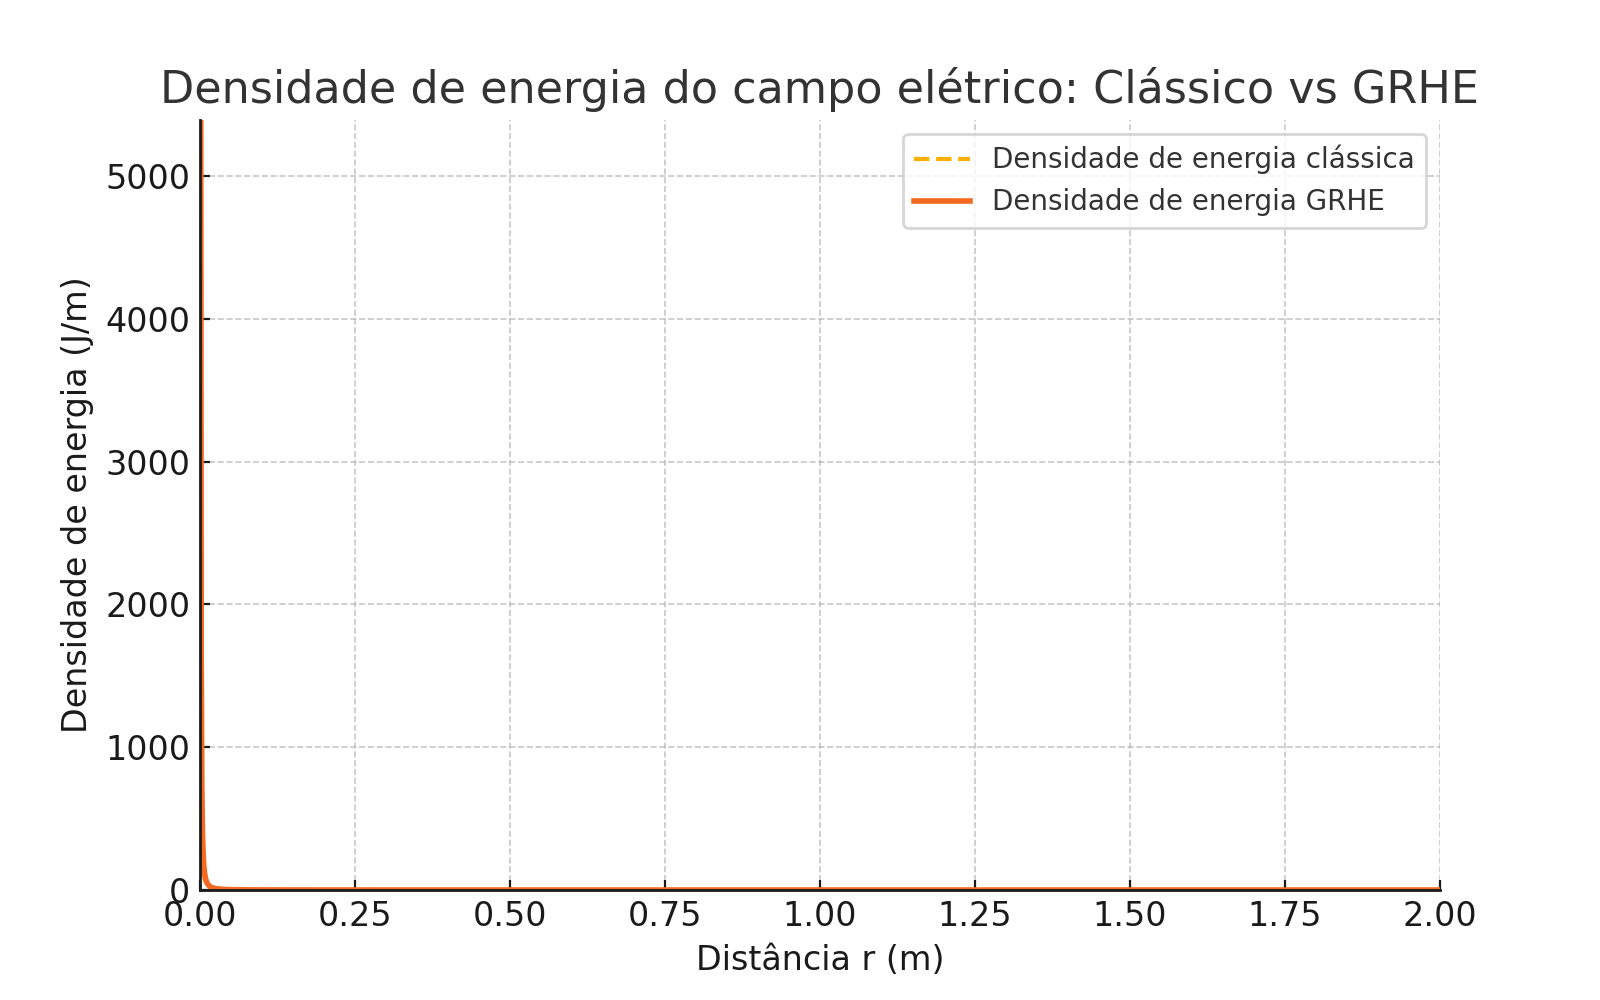 Densidade de energia do campo elétrico: Clássico vs GRHE
Densidade de energia clássica
Densidade de energia GRHE
Densidade de energia (J/m)
5000
4000
3000
2000
1000
0
0.00 0.25 0.50 0.75 1.00 1.25 1.50 1.75 2.00
Distância r (m)